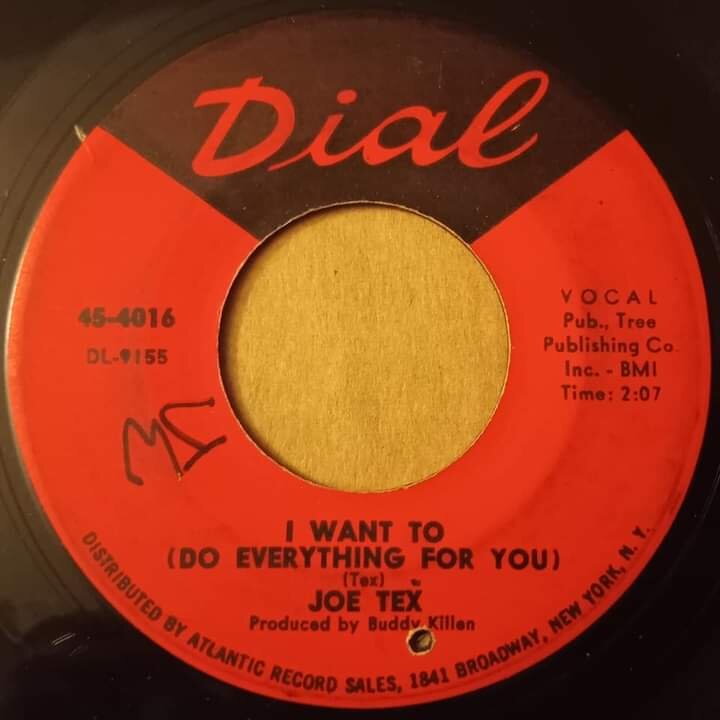 Dial
45-4016
DL-9155
VOCAL
Pub., Tree
Publishing Co.
Inc. - BMI
Time: 2:07
I WANT TO
(DO EVERYTHING FOR YOU)
(Tex)
JOE TEX
Produced by Buddy Killen
DISTRIBUTED BY ATLANTIC RECORD SALES, 1841 BROADWAY, NEW YORK, N. Y.